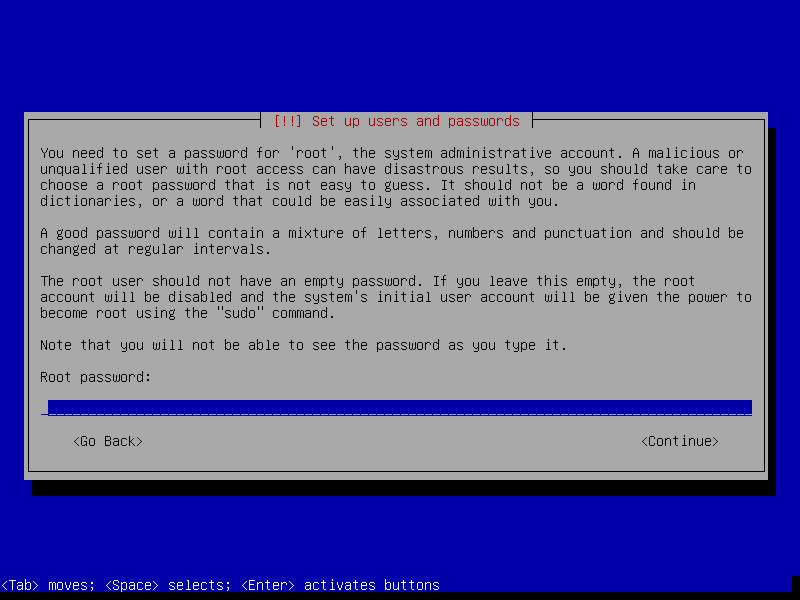 [!!] Set up users and passwords
You need to set a password for 'root', the system administrative account. A malicious or
unqualified user with root access can have disastrous results, so you should take care to
choose a root password that is not easy to guess. It should not be a word found in
dictionaries, or a word that could be easily associated with you.
A good password will contain a mixture of letters, numbers and punctuation and should be
changed at regular intervals.
The root user should not have an empty password. If you leave this empty, the root
account will be disabled and the system's initial user account will be given the power to
become root using the "sudo" command.
Note that you will not be able to see the password as you type it.
Root password:
<Go Back> <Continue>
<Tab> moves; <Space> selects; <Enter> activates buttons